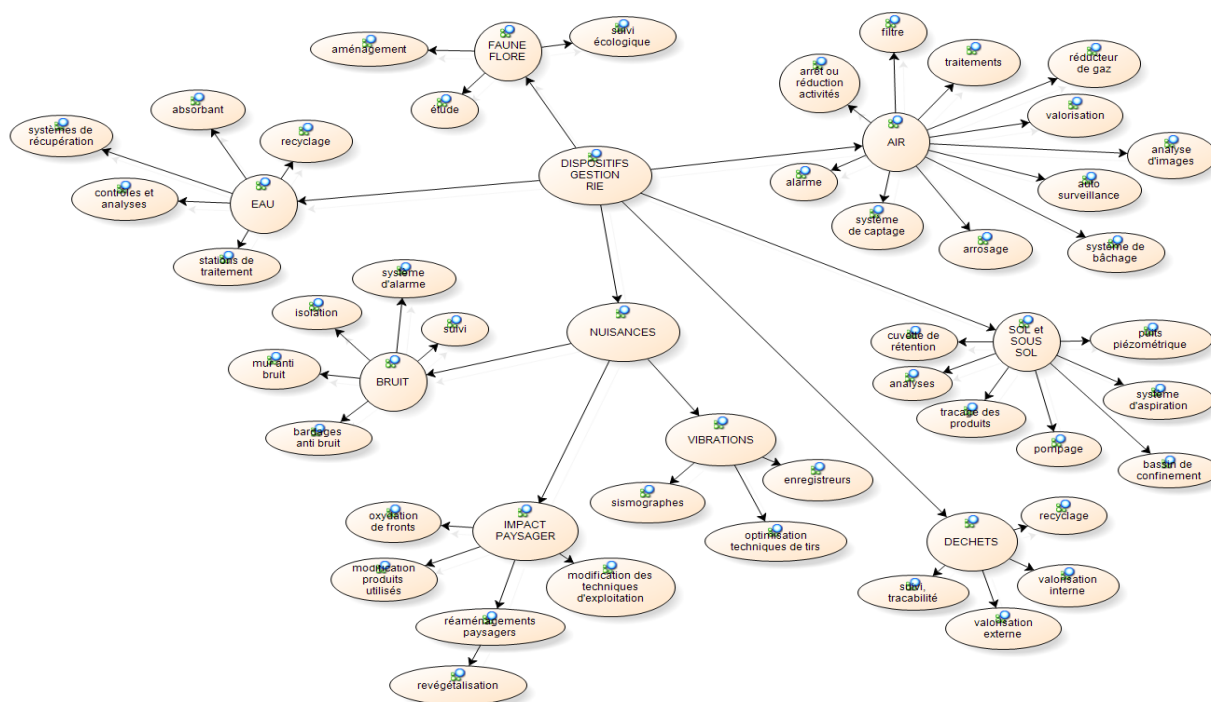 FAUNE
FLORE
aménagement
suivi
écologique
étude
DISPOSITIFS
GESTION
RIE
EAU
absorbant
systèmes de
récupération
recyclage
contrôles et
analyses
stations de
traitement
AIR
filtre
arrêt ou
réduction
activités
traitements
réducteur
de gaz
valorisation
analyse
d'images
auto
surveillance
système de
bâchage
arrosage
système
de captage
alarme
NUISANCES
BRUIT
système
d'alarme
isolation
suivi
mur anti
bruit
bardages
anti bruit
VIBRATIONS
sismographes
enregistreurs
optimisation
techniques de tirs
IMPACT
PAYSAGER
oxydation
de fronts
modification
produits
utilisés
modification des
techniques
d'exploitation
réaménagements
paysagers
revégétalisation
SOL et
SOUS
SOL
cuvette de
rétention
puits
piézométrique
analyses
tracage des
produits
système
d'aspiration
pompage
bassin de
confinement
DECHETS
recyclage
valorisation
interne
suivi,
tracabilité
valorisation
externe